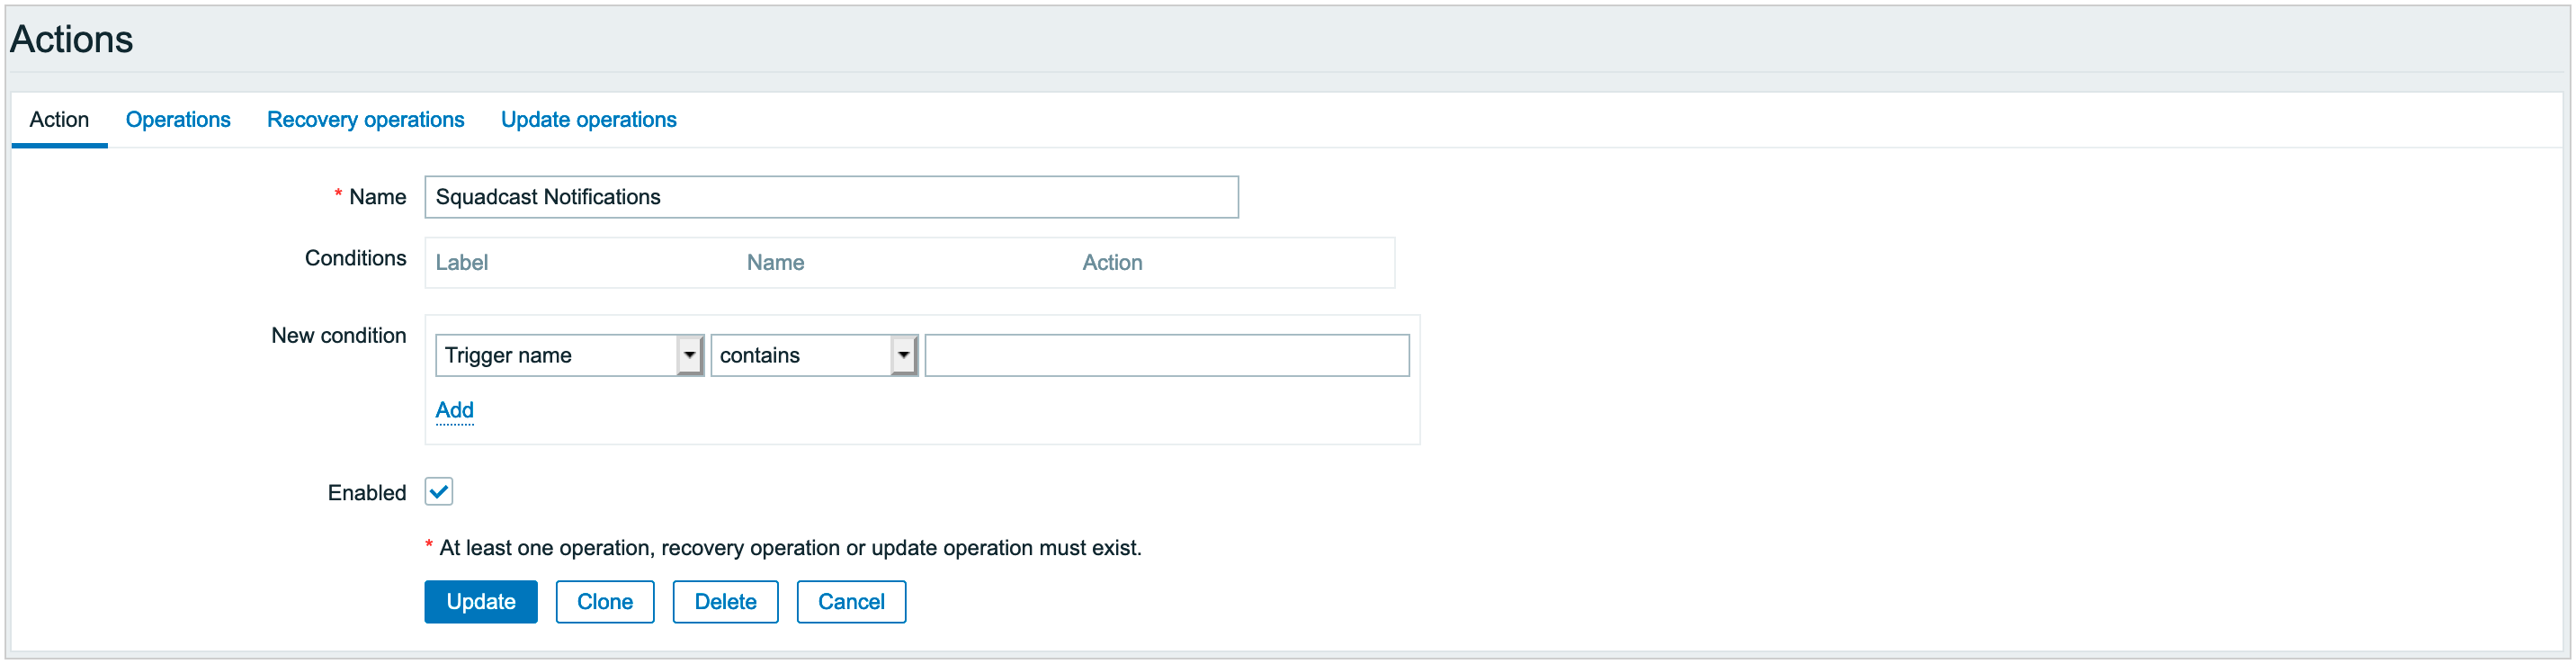 Actions
Action Operations Recovery operations Update operations
* Name Squadcast Notifications
Conditions Label Name Action
New condition
Trigger name contains
Add
Enabled
* At least one operation, recovery operation or update operation must exist.
Update Clone Delete Cancel